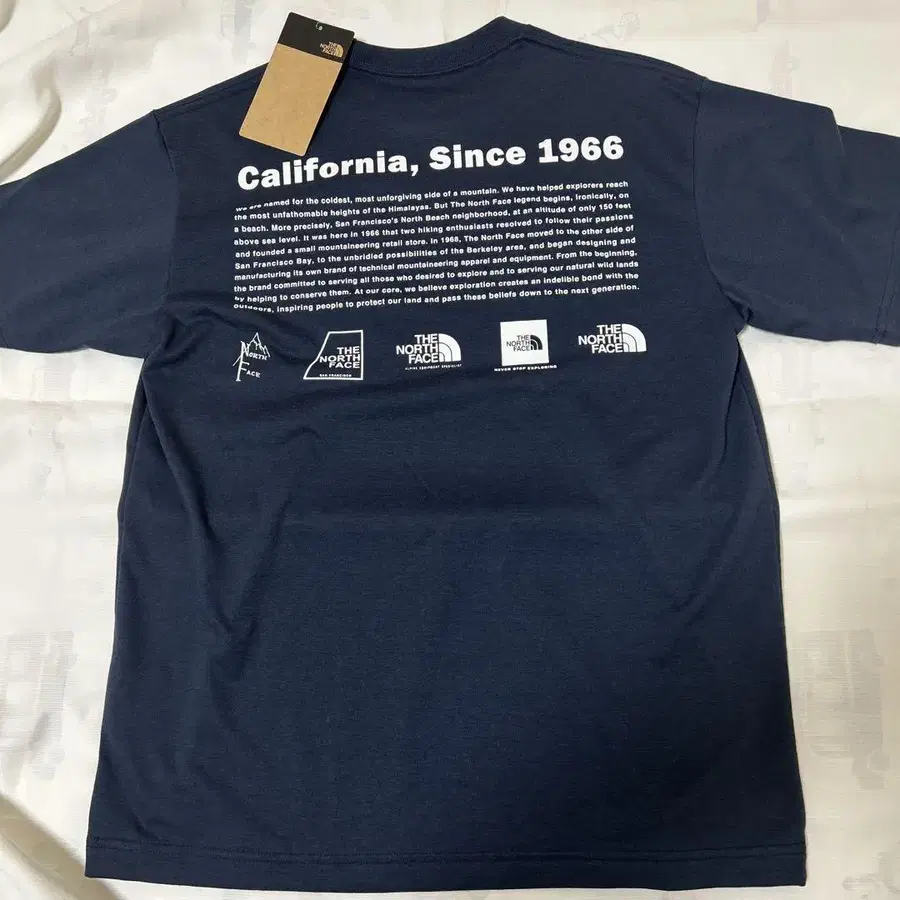 THE
NORTH
FACE
California, Since 1966
We are named for the coldest, most unforgiving side of a mountain. We have helped explorers reach
the most unfathomable heights of the Himalayas. But The North Face legend begins, ironically, on
a beach. More precisely, San Francisco's North Beach neighborhood, at an altitude of only 150 feet
above sea level. It was here in 1966 that two hiking enthusiasts resolved to follow their passions
and founded a small mountaineering retail store. In 1968, The North Face moved to the other side of
San Francisco Bay, to the unbridled possibilities of the Berkeley area, and began designing and
manufacturing its own brand of technical mountaineering apparel and equipment. From the beginning,
the brand committed to serving all those who desired to explore and to serving our natural wild lands
by helping to conserve them. At our core, we believe exploration creates an indelible bond with the
outdoors, inspiring people to protect our land and pass these beliefs down to the next generation.
North
Face
THE
NORTH
FACE
SAN FRANCISCO
THE
NORTH
FACE
ALPINE EQUIPMENT SPECIALIST
THE
NORTH
FACE
NEVER STOP EXPLORING
THE
NORTH
FACE